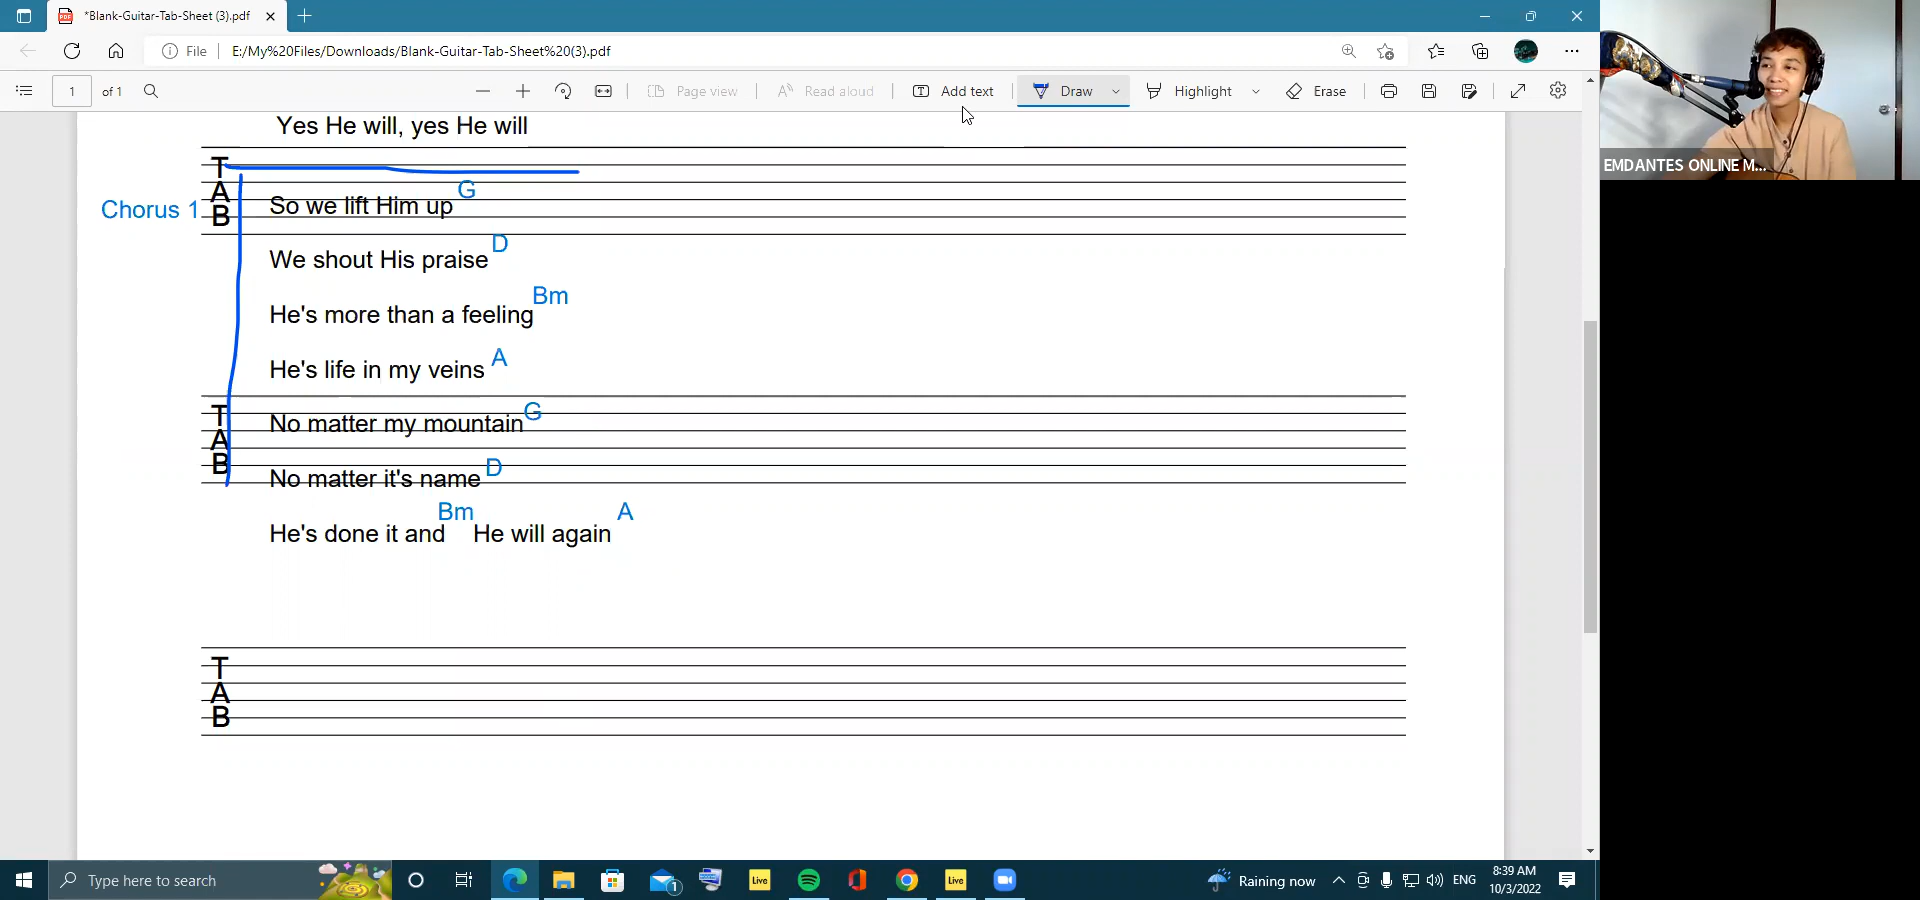 *Blank-Guitar-Tab-Sheet (3).pdf
File
E:/My%20Files/Downloads/Blank-Guitar-Tab-Sheet%20(3).pdf
1 of 1
Page view
Read aloud
Add text
Draw
Highlight
Erase
EMDANTES ONLINE M...
Yes He will, yes He will
T
A
B
Chorus 1
G
So we lift Him up
D
We shout His praise
Bm
He's more than a feeling
A
He's life in my veins
T
A
B
G
No matter my mountain
D
No matter it's name
Bm A
He's done it and He will again
T
A
B
Type here to search
1
Live
Live
Raining now
ENG
8:39 AM
10/3/2022